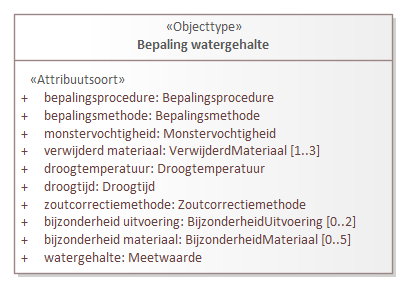 «Objecttype»
Bepaling watergehalte
«Attribuutsoort»
+ bepalingsprocedure: Bepalingsprocedure
+ bepalingsmethode: Bepalingsmethode
+ monstervochtigheid: Monstervochtigheid
+ verwijderd materiaal: VerwijderdMateriaal [1..3]
+ droogtemperatuur: Droogtemperatuur
+ droogtijd: Droogtijd
+ zoutcorrectiemethode: Zoutcorrectiemethode
+ bijzonderheid uitvoering: BijzonderheidUitvoering [0..2]
+ bijzonderheid materiaal: BijzonderheidMateriaal [0..5]
+ watergehalte: Meetwaarde